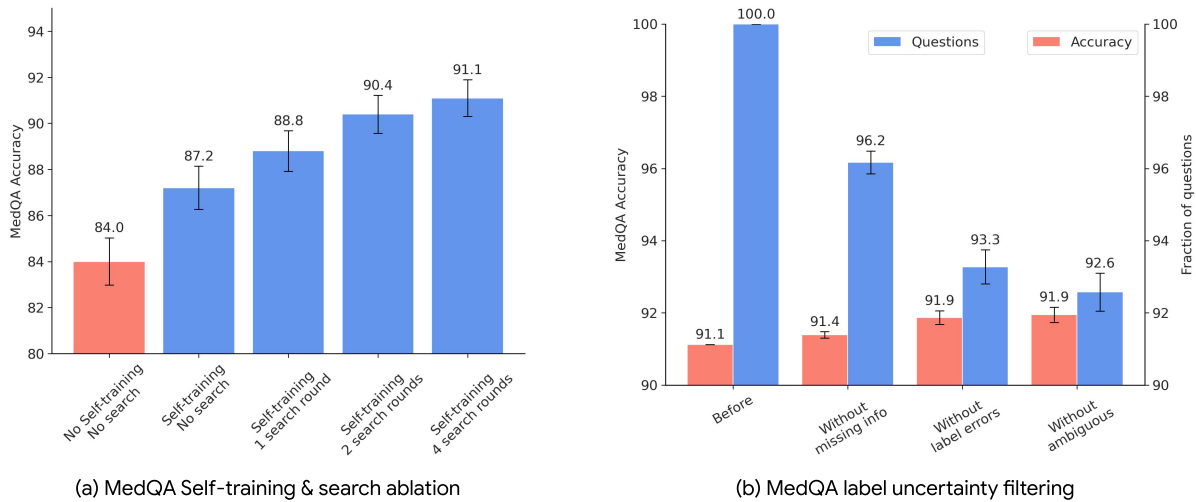 94
92
90
88
86
84
82
80
MedQA Accuracy
84.0
87.2
88.8
90.4
91.1
No Self-training
No search
Self-training
No search
Self-training
1 search round
Self-training
2 search rounds
Self-training
4 search rounds
(a) MedQA Self-training & search ablation
100
98
96
94
92
90
MedQA Accuracy
Questions
Accuracy
100.0
96.2
93.3
92.6
91.1
91.4
91.9
91.9
100
98
96
94
92
90
Fraction of questions
Before
Without
missing info
Without
label errors
Without
ambiguous
(b) MedQA label uncertainty filtering